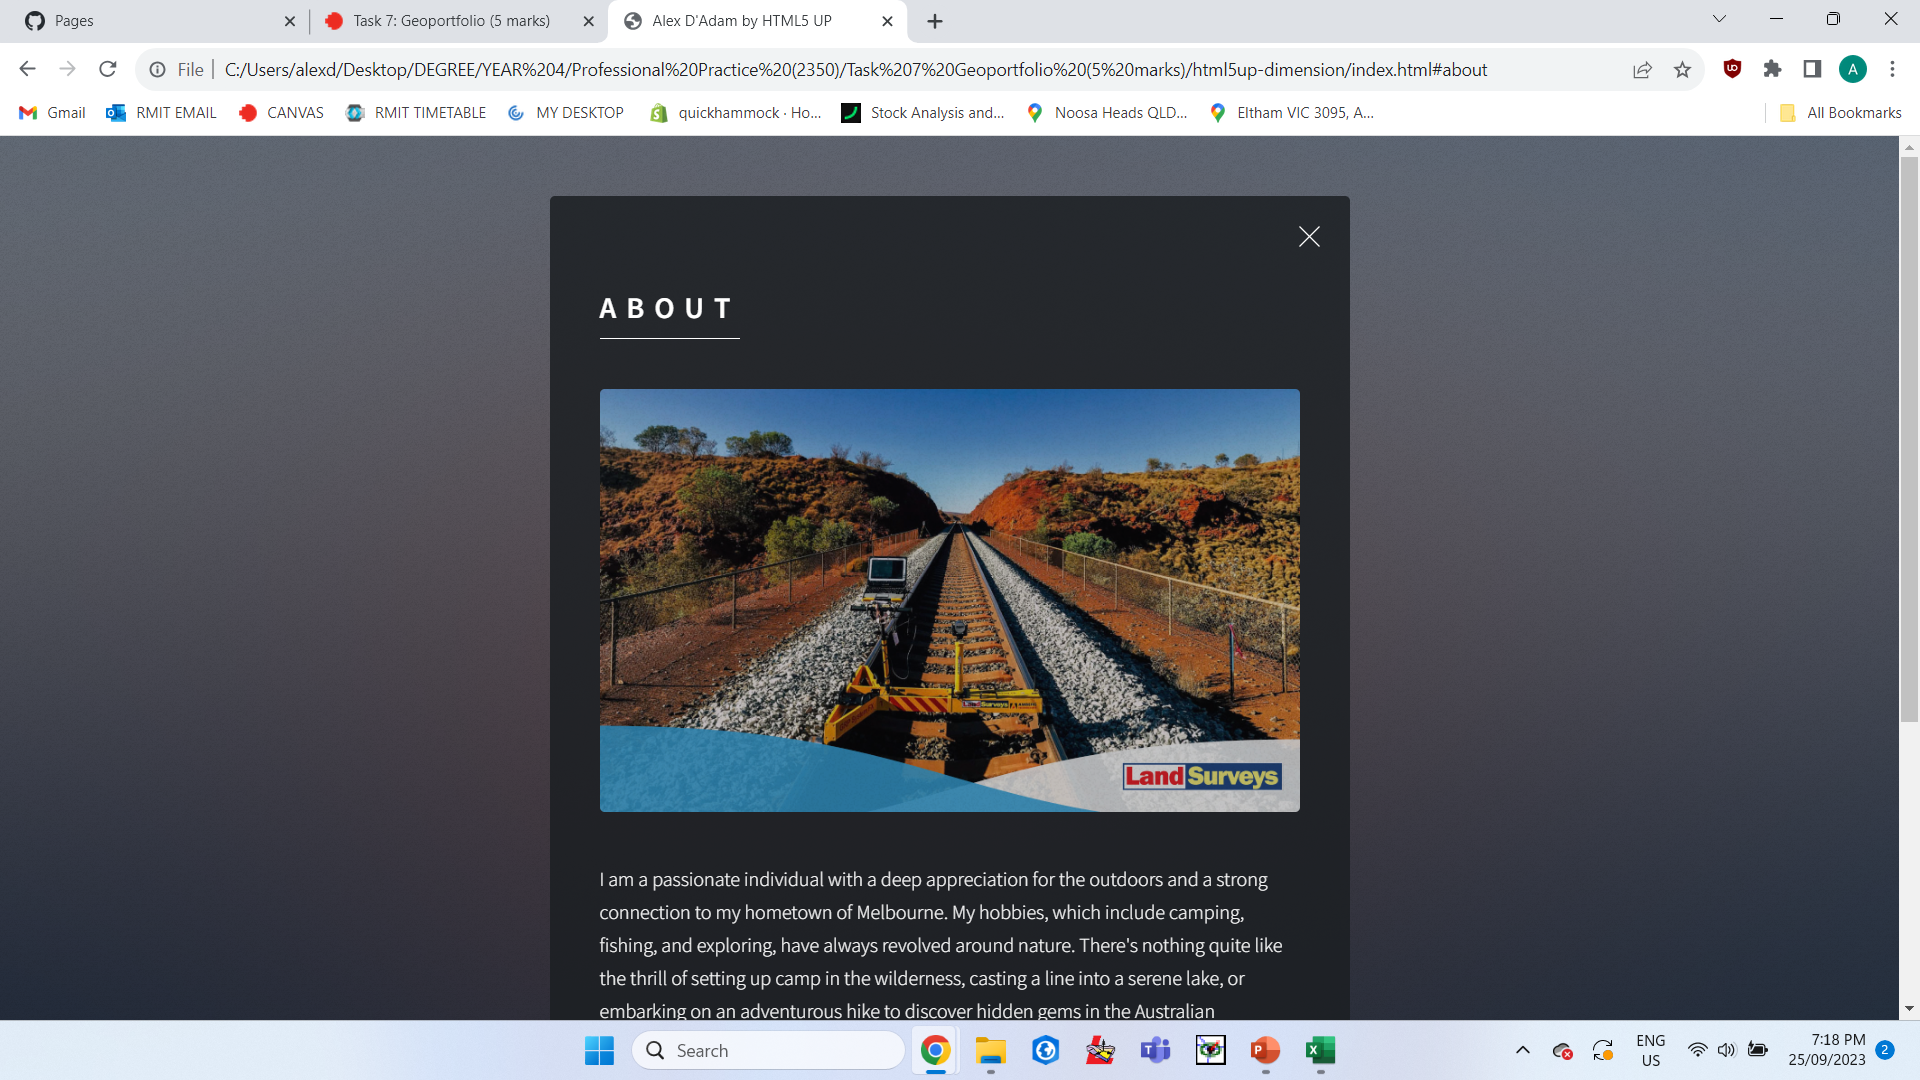 Pages
Task 7: Geoportfolio (5 marks)
Alex D'Adam by HTML5 UP
File
C:/Users/alexd/Desktop/DEGREE/YEAR%204/Professional%20Practice%20(2350)/Task%207%20Geoportfolio%20(5%20marks)/html5up-dimension/index.html#about
A
Gmail
RMIT EMAIL
CANVAS
RMIT TIMETABLE
MY DESKTOP
quickhammock · Ho...
Stock Analysis and...
Noosa Heads QLD...
Eltham VIC 3095, A...
All Bookmarks
ABOUT
LandSurveys
I am a passionate individual with a deep appreciation for the outdoors and a strong
connection to my hometown of Melbourne. My hobbies, which include camping,
fishing, and exploring, have always revolved around nature. There's nothing quite like
the thrill of setting up camp in the wilderness, casting a line into a serene lake, or
embarking on an adventurous hike to discover hidden gems in the Australian
Search
ENG
US
7:18 PM
25/09/2023
2